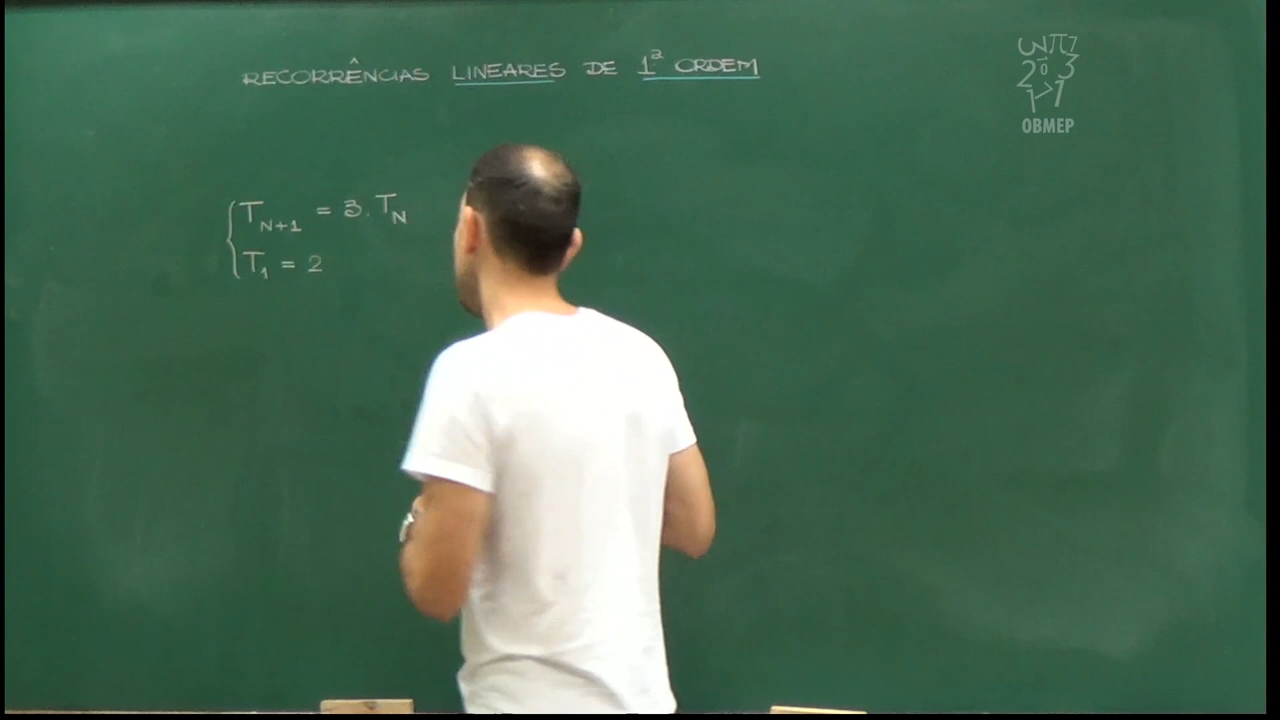 RECORRÊNCIAS LINEARES DE 1ª ORDEM
T_{N+1} = 3. T_N
T_1 = 2
OBMEP